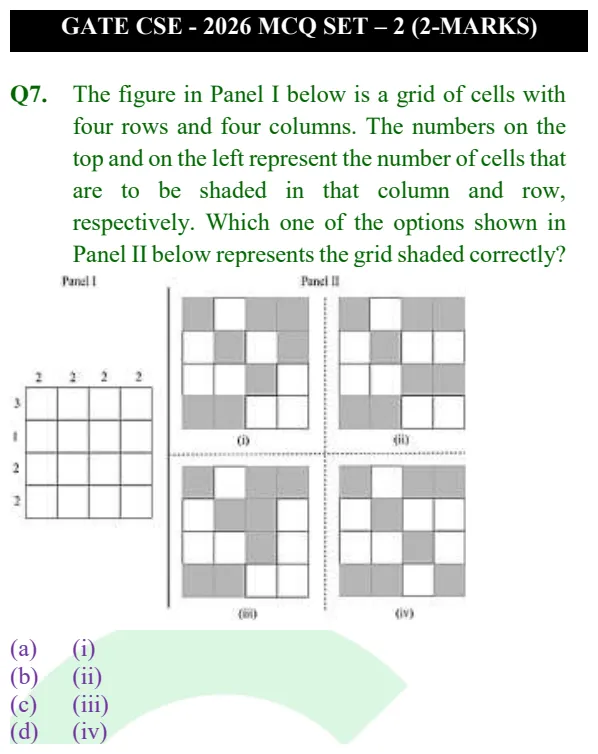 GATE CSE - 2026 MCQ SET – 2 (2-MARKS)
Q7. The figure in Panel I below is a grid of cells with
four rows and four columns. The numbers on the
top and on the left represent the number of cells that
are to be shaded in that column and row,
respectively. Which one of the options shown in
Panel II below represents the grid shaded correctly?
Panel I Panel II
2 2 2 2
3
1
2
2
(i) (ii)
(iii) (iv)
(a) (i)
(b) (ii)
(c) (iii)
(d) (iv)